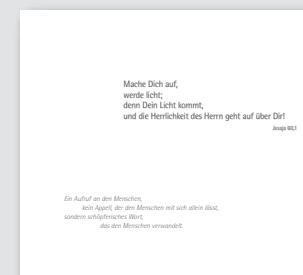 Mache Dich auf,
werde licht;
denn Dein Licht kommt,
und die Herrlichkeit des Herrn geht auf über Dir!
Jesaja 60,1
Ein Aufruf an den Menschen,
kein Appell, der den Menschen mit sich allein lässt,
sondern schöpferisches Wort,
das den Menschen verwandelt.